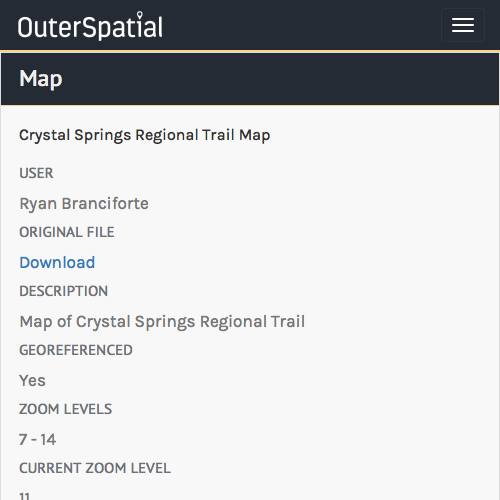 OuterSpatial
Map
Crystal Springs Regional Trail Map
USER
Ryan Branciforte
ORIGINAL FILE
Download
DESCRIPTION
Map of Crystal Springs Regional Trail
GEOREFERENCED
Yes
ZOOM LEVELS
7 - 14
CURRENT ZOOM LEVEL
11